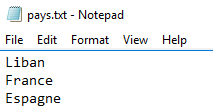 pays.txt - Notepad
File Edit Format View Help
Liban
France
Espagne